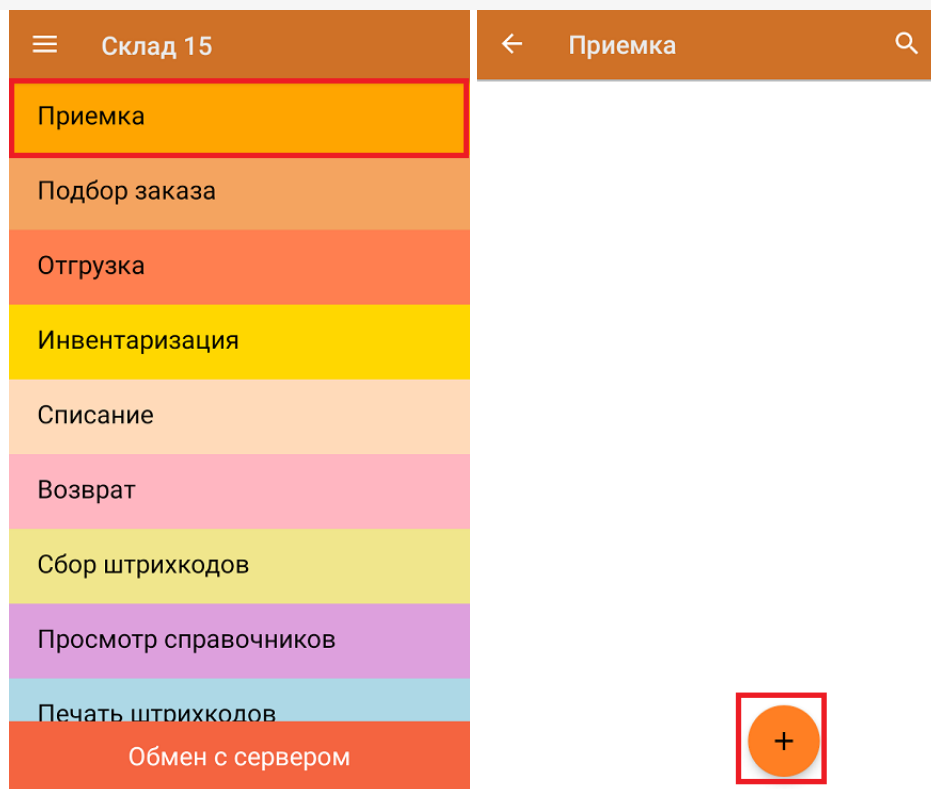 Склад 15
Приемка
Подбор заказа
Отгрузка
Инвентаризация
Списание
Возврат
Сбор штрихкодов
Просмотр справочников
Печать штрихкодов
Обмен с сервером
Приемка
+